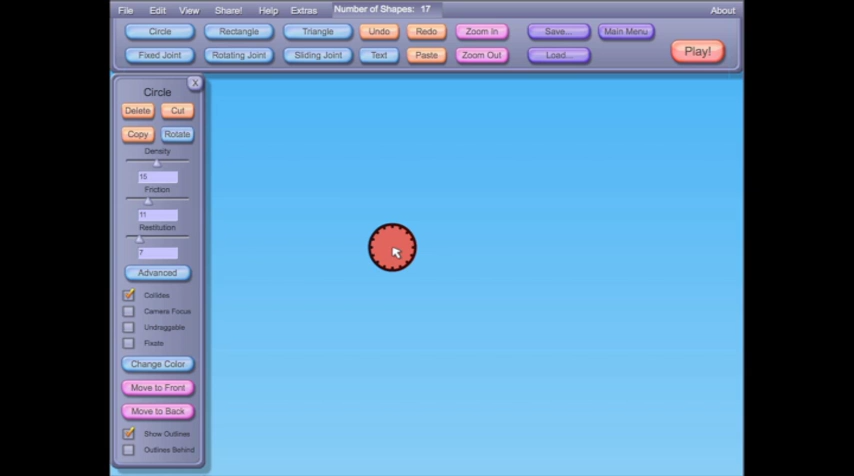 File Edit View Share! Help Extras Number of Shapes: 17 About
Circle Rectangle Triangle Undo Redo Zoom In Save... Main Menu
Fixed Joint Rotating Joint Sliding Joint Text Paste Zoom Out Load... Play!
X
Circle
Delete Cut
Copy Rotate
Density
15
Friction
11
Restitution
7
Advanced
Collides
Camera Focus
Undraggable
Fixate
Change Color
Move to Front
Move to Back
Show Outlines
Outlines Behind